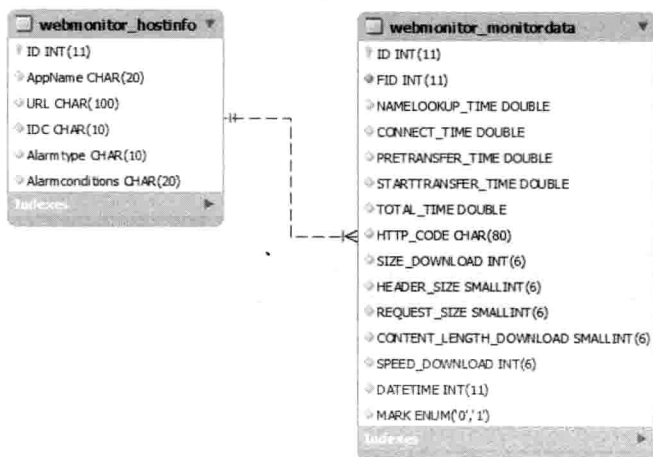 webmonitor_hostinfo
ID INT(11)
AppName CHAR(20)
URL CHAR(100)
IDC CHAR(10)
Alarmtype CHAR(10)
Alarmconditions CHAR(20)
Indexes
webmonitor_monitordata
ID INT(11)
FID INT(11)
NAMELOOKUP_TIME DOUBLE
CONNECT_TIME DOUBLE
PRETRANSFER_TIME DOUBLE
STARTTRANSFER_TIME DOUBLE
TOTAL_TIME DOUBLE
HTTP_CODE CHAR(80)
SIZE_DOWNLOAD INT(6)
HEADER_SIZE SMALLINT(6)
REQUEST_SIZE SMALLINT(6)
CONTENT_LENGTH_DOWNLOAD SMALLINT(6)
SPEED_DOWNLOAD INT(6)
DATETIME INT(11)
MARK ENUM('0','1')
Indexes